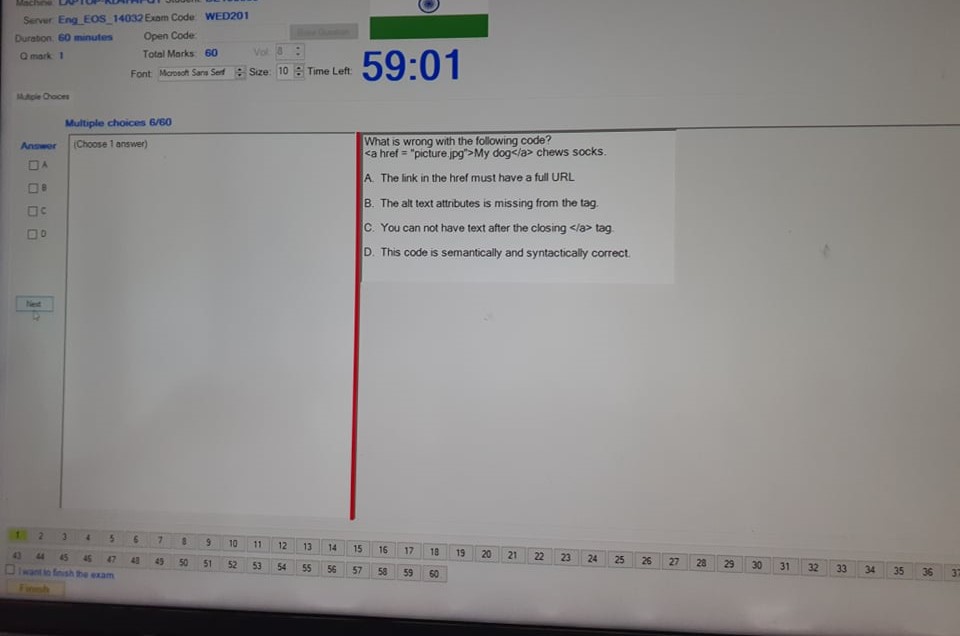 Server: Eng_EOS_14032 Exam Code: WED201
Duration: 60 minutes Open Code:
Q mark: 1 Total Marks: 60 Vol: 8
Font: Microsoft Sans Serif Size: 10 Time Left: 59:01
Multiple Choices
Multiple choices 6/60
Answer (Choose 1 answer)
A
B
C
D
Next
What is wrong with the following code?
<a href = "picture.jpg">My dog</a> chews socks.
A. The link in the href must have a full URL
B. The alt text attributes is missing from the tag.
C. You can not have text after the closing </a> tag.
D. This code is semantically and syntactically correct.
1 2 3 4 5 6 7 8 9 10 11 12 13 14 15 16 17 18 19 20 21 22 23 24 25 26 27 28 29 30 31 32 33 34 35 36
43 44 45 46 47 48 49 50 51 52 53 54 55 56 57 58 59 60
I want to finish the exam
Finish